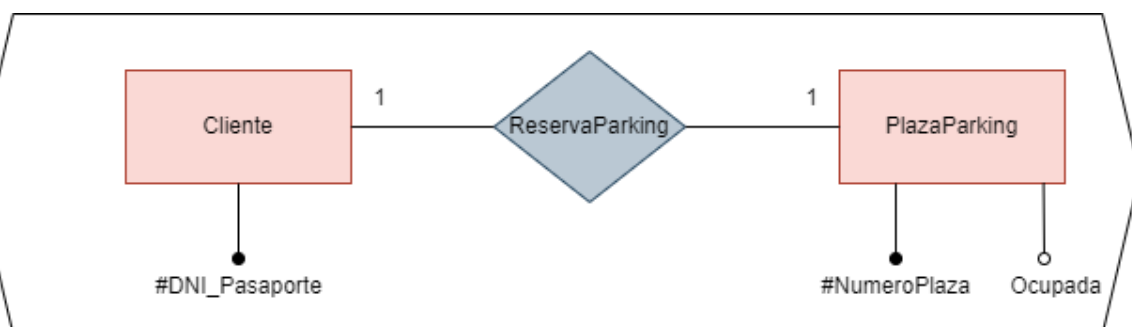 1
1
Cliente
ReservaParking
PlazaParking
#DNI_Pasaporte
#NumeroPlaza
Ocupada